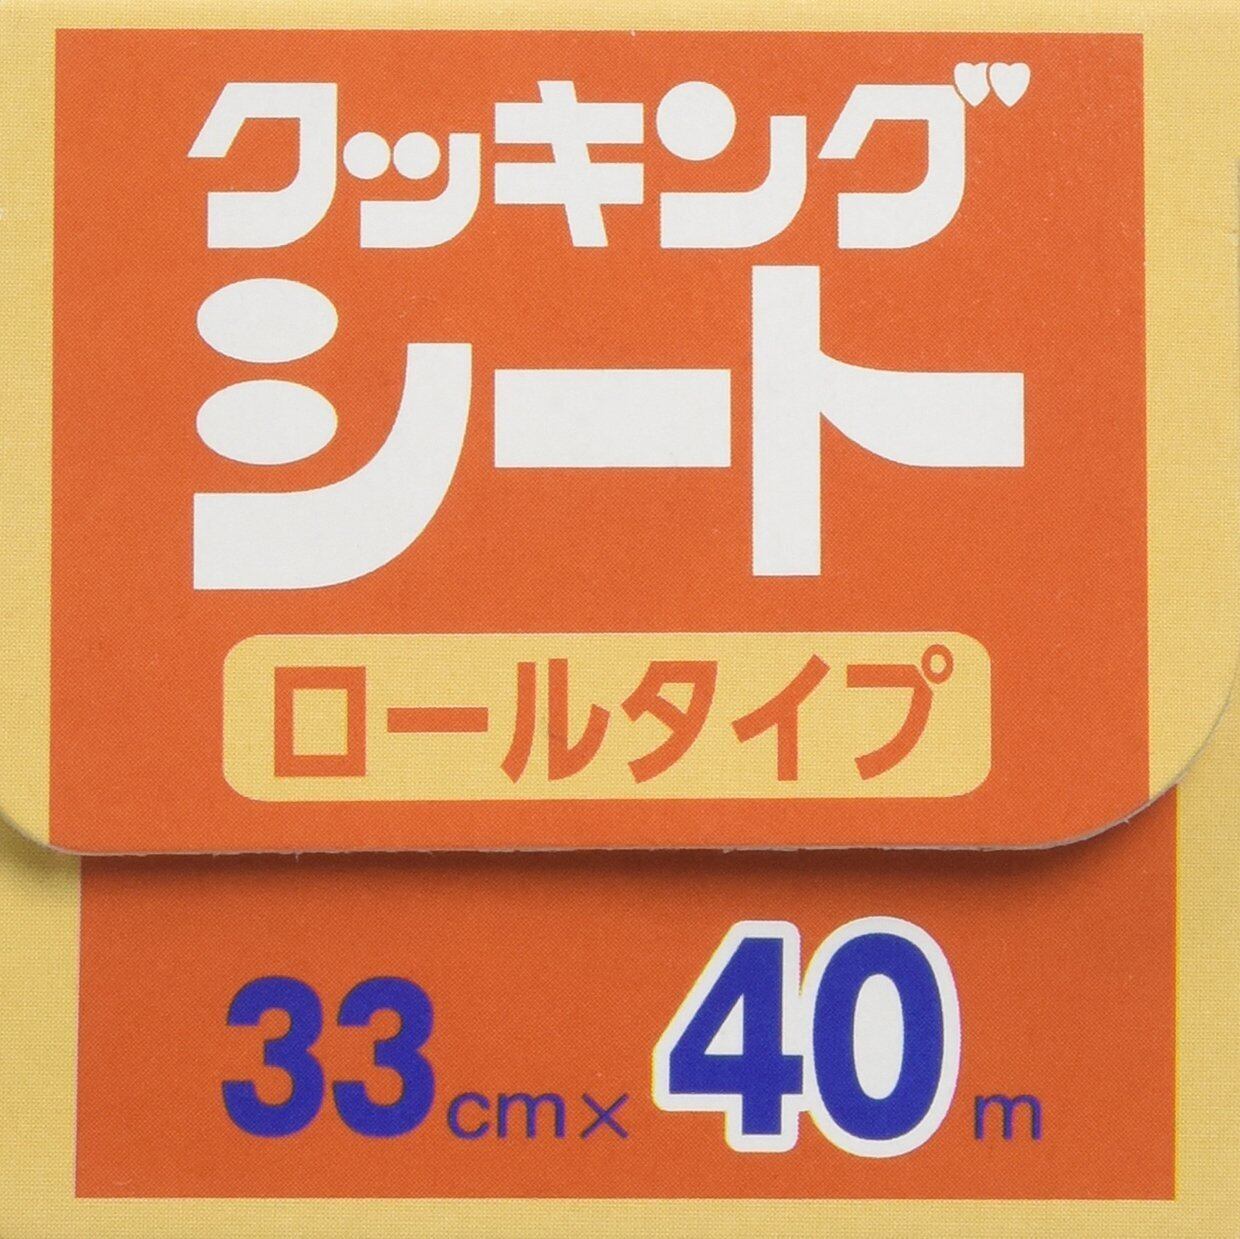 クッキング
シート
ロールタイプ
33cm×40m